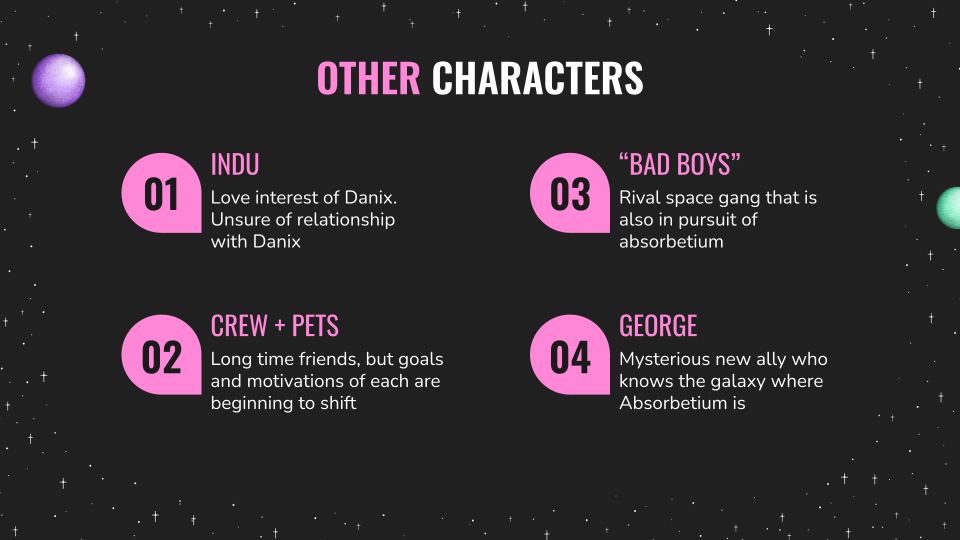 OTHER CHARACTERS
01
INDU
Love interest of Danix.
Unsure of relationship
with Danix
02
CREW + PETS
Long time friends, but goals
and motivations of each are
beginning to shift
03
“BAD BOYS”
Rival space gang that is
also in pursuit of
absorbetium
04
GEORGE
Mysterious new ally who
knows the galaxy where
Absorbetium is